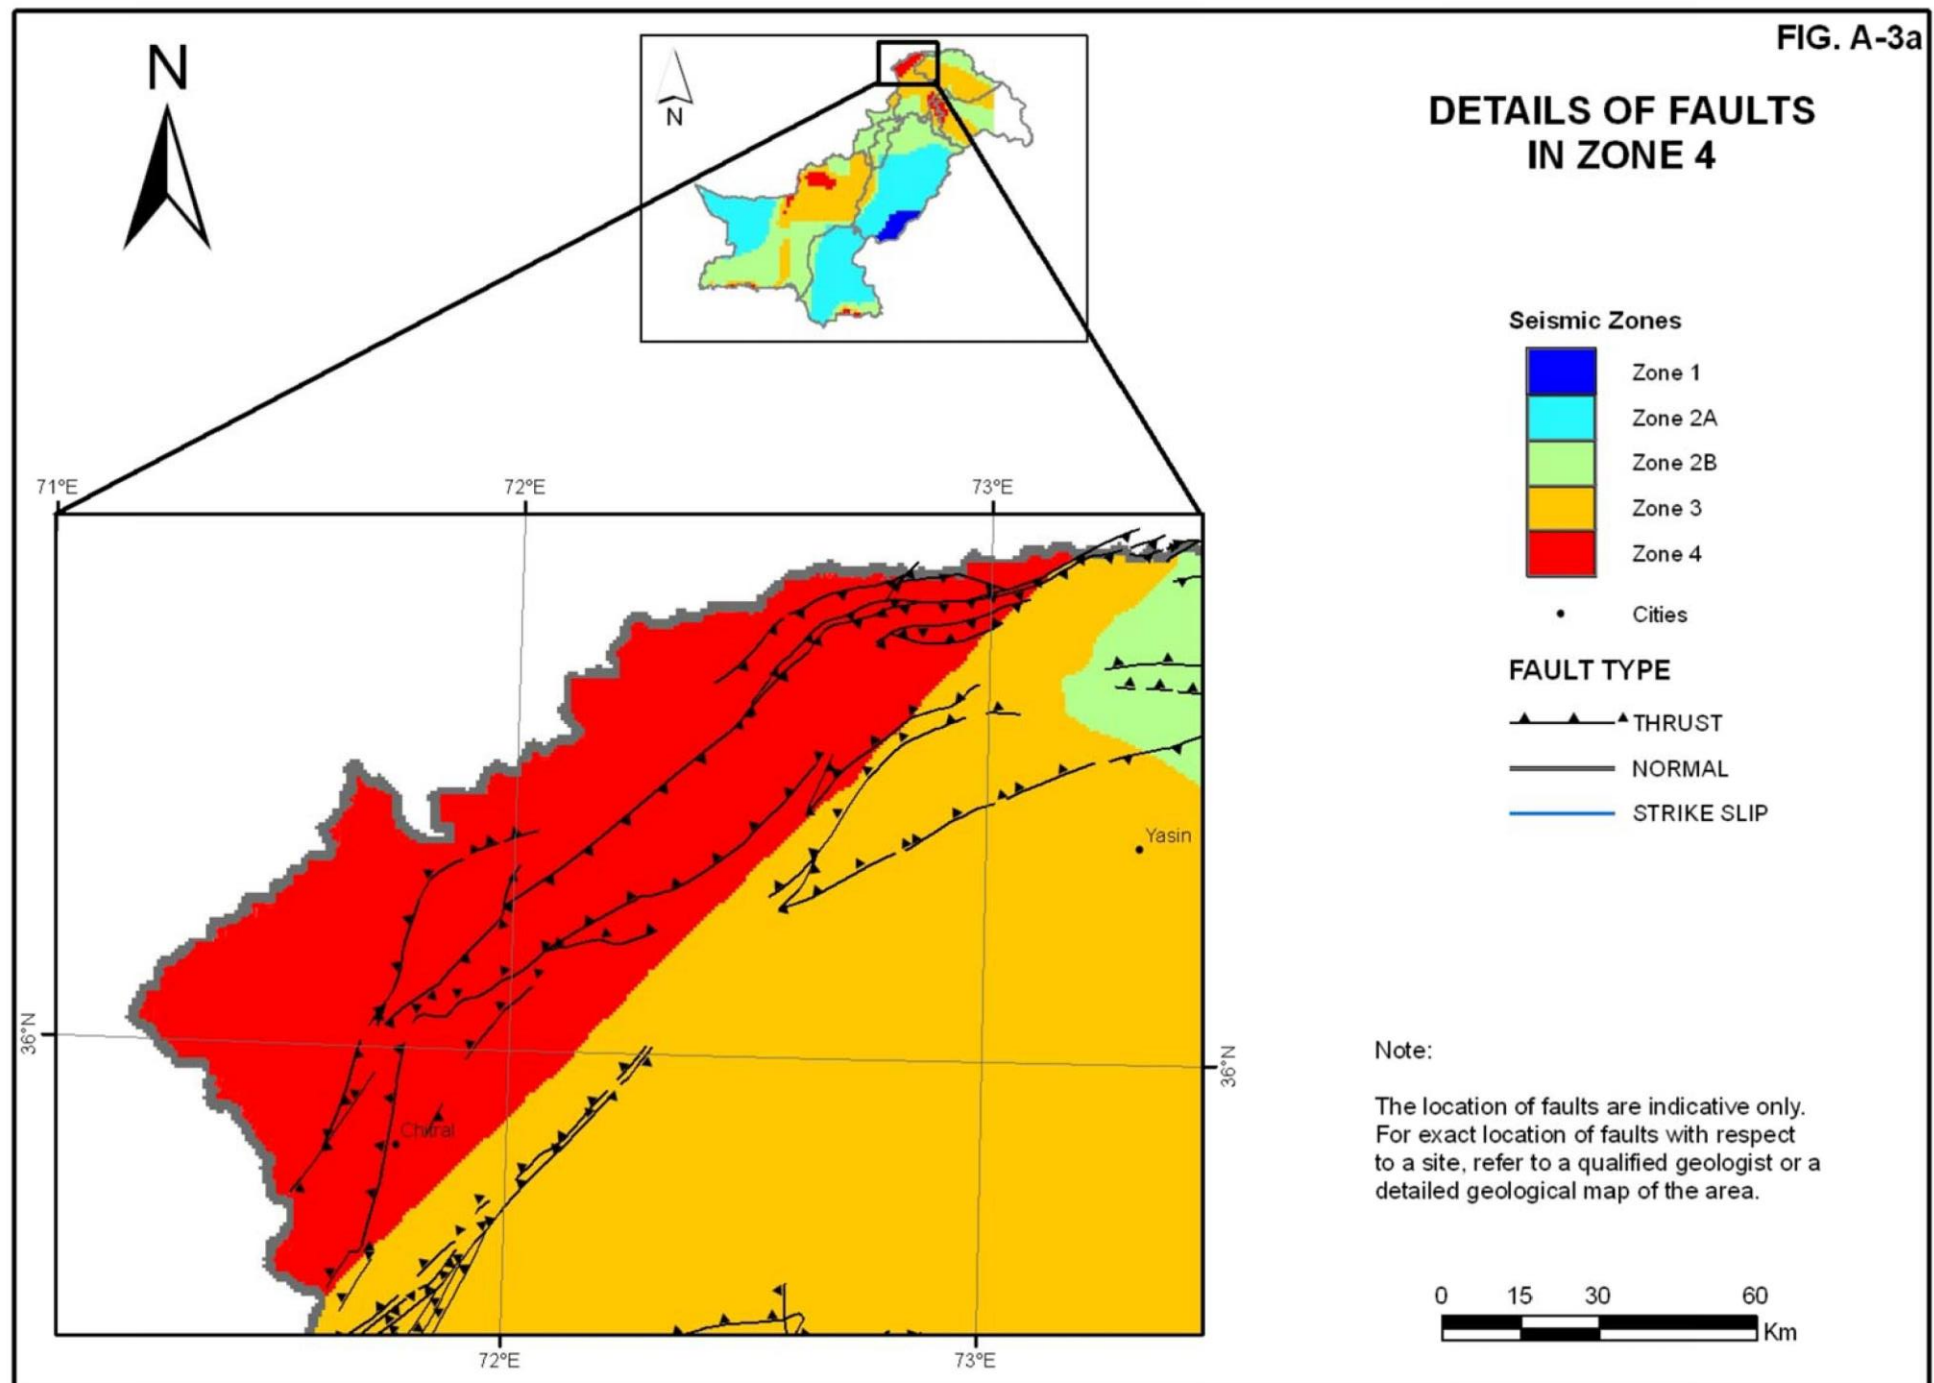 FIG. A-3a
N
N
DETAILS OF FAULTS
IN ZONE 4
Seismic Zones
Zone 1
Zone 2A
Zone 2B
Zone 3
Zone 4
Cities
FAULT TYPE
THRUST
NORMAL
STRIKE SLIP
71°E
72°E
73°E
36°N
36°N
Yasin
Chitral
72°E
73°E
Note:
The location of faults are indicative only.
For exact location of faults with respect
to a site, refer to a qualified geologist or a
detailed geological map of the area.
0 15 30 60
Km